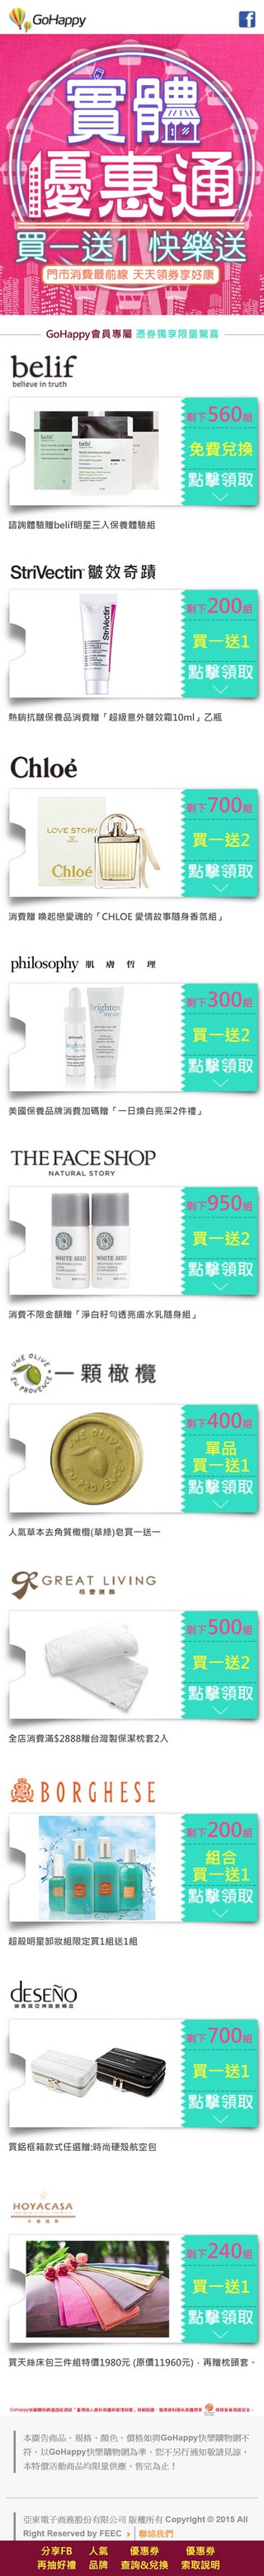 GoHappy
實體
優惠通
買一送1 快樂送
門市消費最前線 天天領券享好康
GoHappy會員專屬 憑券獨享限量驚喜
belif
believe in truth
剩下560組
免費兌換
點擊領取
諮詢體驗贈belif明星三人保養體驗組
StriVectin 皺效奇蹟
StriVectin
剩下200組
買一送1
點擊領取
熱銷抗皺保養品消費贈「超級意外皺效霜10ml」乙瓶
Chloé
LOVE STORY
Chloé
剩下700組
買一送2
點擊領取
消費贈 喚起戀愛魂的「CHLOE 愛情故事隨身香氛組」
philosophy 肌膚哲理
剩下300組
買一送2
點擊領取
美國保養品牌消費加碼贈「一日煥白亮采2件禮」
THE FACE SHOP
NATURAL STORY
WHITE SEED
WHITE SEED
剩下950組
買一送2
點擊領取
消費不限金額贈「淨白籽勻透亮膚水乳隨身組」
UNE OLIVE EN PROVENCE 一顆橄欖
UNE OLIVE EN PROVENCE
剩下400組
單品
買一送1
點擊領取
人氣草本去角質橄欖(草綠)皂買一送一
GREAT LIVING
格蕾寢飾
剩下500組
買一送2
點擊領取
全店消費滿$2888贈台灣製保潔枕套2入
BORGHESE
剩下200組
組合
買一送1
點擊領取
超殺明星卸妝組限定買1組送1組
DESEÑO
剩下700組
買一送1
點擊領取
買鋁框箱款式任選贈:時尚硬殼航空包
HOYACASA
剩下240組
買一送1
點擊領取
買天絲床包三件組特價1980元 (原價11960元)，再贈枕頭套。
本廣告商品、規格、顏色、價格如與GoHappy快樂購物網不
符，以GoHappy快樂購物網為準，恕不另行通知敬請見諒，
本特價活動商品均限量供應，售完為止！
亞東電子商務股份有限公司 版權所有 Copyright © 2015 All
Right Reserved by FEEC 聯絡我們
分享FB 人氣 優惠券 優惠券
再抽好禮 品牌 查詢&兌換 索取說明